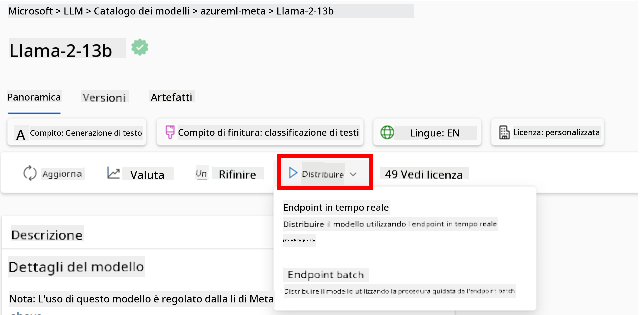 Microsoft > LLM > Catalogo dei modelli > azureml-meta > Llama-2-13b
Llama-2-13b
Panoramica Versioni Artefatti
A Compito: Generazione di testo Compito di finitura: classificazione di testi Lingue: EN Licenza: personalizzata
Aggiorna Valuta Un Rifinire Distribuire 49 Vedi licenza
Endpoint in tempo reale
Distribuire il modello utilizzando l'endpoint in tempo reale
Descrizione
Endpoint batch
Dettagli del modello
Distribuire il modello utilizzando la procedura guidata de l'endpoint batch
Nota: L'uso di questo modello è regolato dalla li di Meta